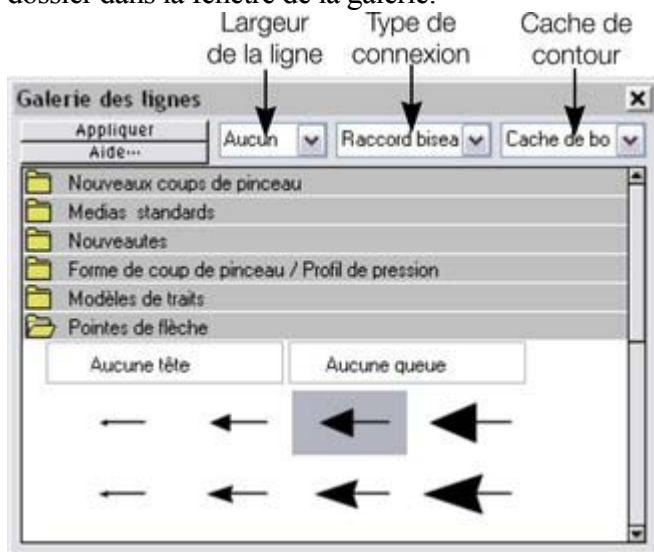 dossier dans la fenêtre de la galerie.
Largeur de la ligne
Type de connexion
Cache de contour
Galerie des lignes
Appliquer
Aide...
Aucun
Raccord bisea
Cache de bo
Nouveaux coups de pinceau
Medias standards
Nouveautes
Forme de coup de pinceau / Profil de pression
Modèles de traits
Pointes de flèche
Aucune tête
Aucune queue